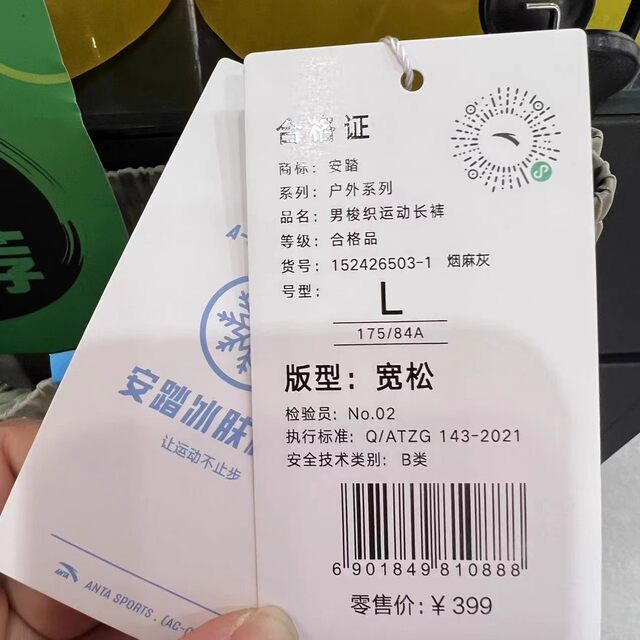 合格证
商标: 安踏
系列: 户外系列
品名: 男梭织运动长裤
等级: 合格品
货号: 152426503-1 烟麻灰
号型:
L
175/84A
版型: 宽松
检验员: No.02
执行标准: Q/ATZG 143-2021
安全技术类别: B类
6 901849 810888
零售价: ¥ 399
安踏冰肤
让运动不止步
ANTA
ANTA SPORTS